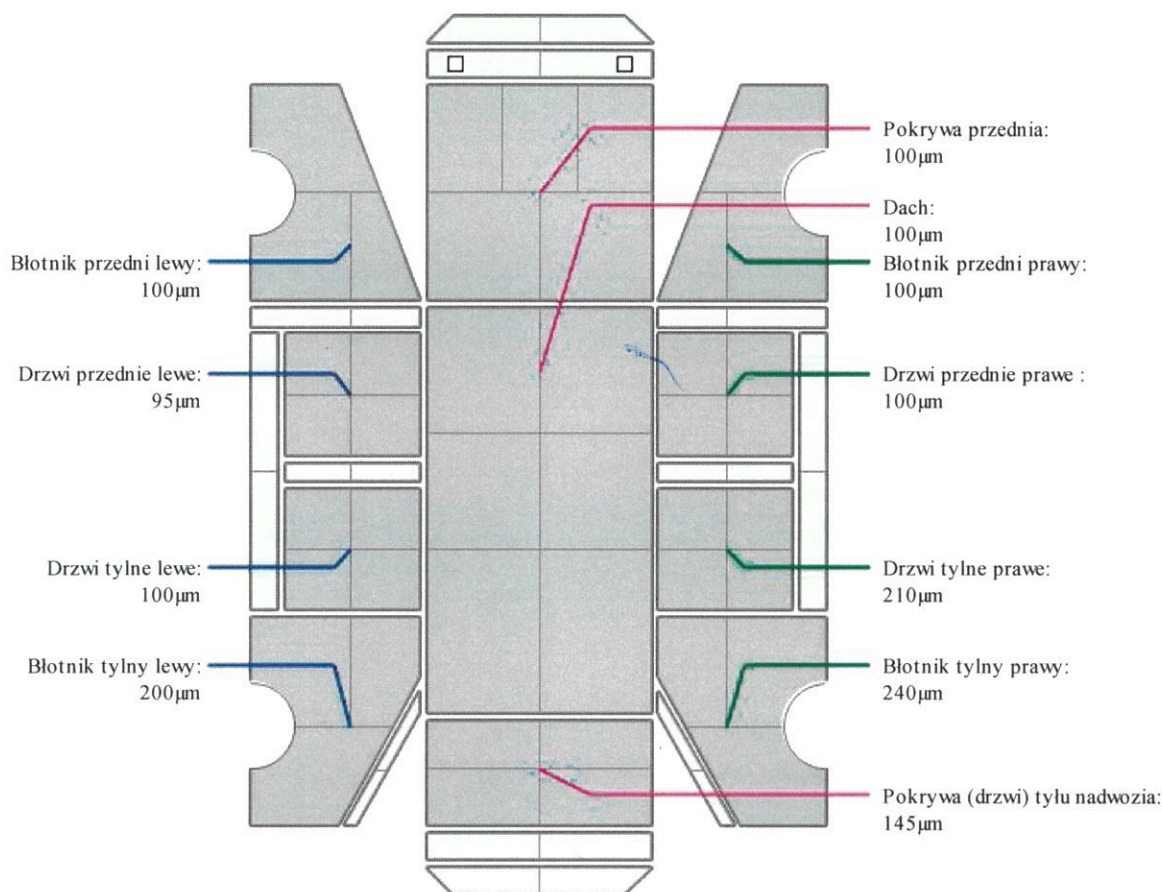 Pokrywa przednia:
100µm
Dach:
100µm
Błotnik przedni lewy:
100µm
Błotnik przedni prawy:
100µm
Drzwi przednie lewe:
95µm
Drzwi przednie prawe :
100µm
Drzwi tylne lewe:
100µm
Drzwi tylne prawe:
210µm
Błotnik tylny lewy:
200µm
Błotnik tylny prawy:
240µm
Pokrywa (drzwi) tyłu nadwozia:
145µm